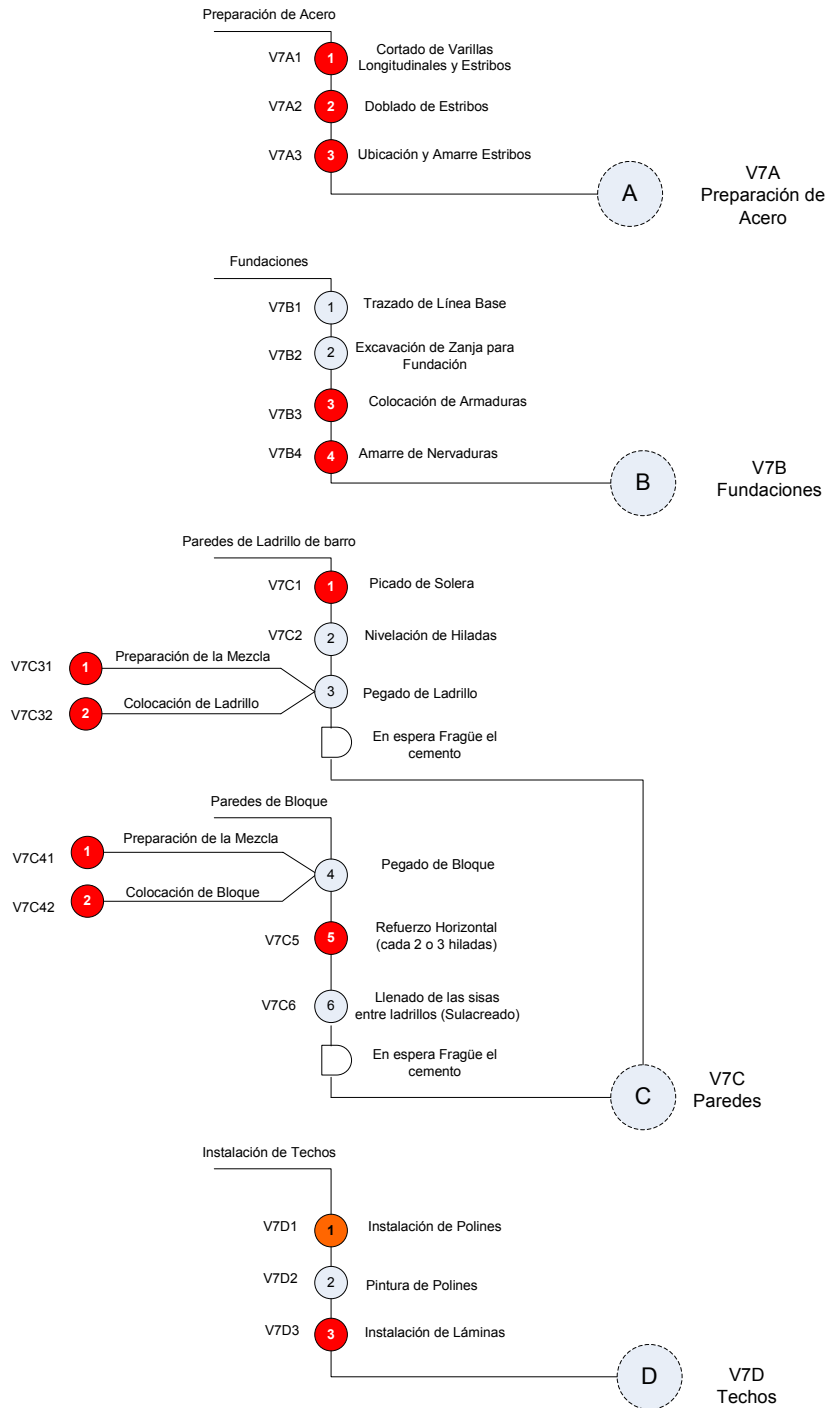 Preparación de Acero
V7A1
1
Cortado de Varillas
Longitudinales y Estribos
V7A2
2
Doblado de Estribos
V7A3
3
Ubicación y Amarre Estribos
A
V7A
Preparación de
Acero
Fundaciones
V7B1
1
Trazado de Línea Base
V7B2
2
Excavación de Zanja para
Fundación
V7B3
3
Colocación de Armaduras
V7B4
4
Amarre de Nervaduras
B
V7B
Fundaciones
Paredes de Ladrillo de barro
V7C1
1
Picado de Solera
V7C2
2
Nivelación de Hiladas
V7C31
1
Preparación de la Mezcla
V7C32
2
Colocación de Ladrillo
3
Pegado de Ladrillo
En espera Fragüe el
cemento
Paredes de Bloque
V7C41
1
Preparación de la Mezcla
V7C42
2
Colocación de Bloque
4
Pegado de Bloque
V7C5
5
Refuerzo Horizontal
(cada 2 o 3 hiladas)
V7C6
6
Llenado de las sisas
entre ladrillos (Sulacreado)
En espera Fragüe el
cemento
C
V7C
Paredes
Instalación de Techos
V7D1
1
Instalación de Polines
V7D2
2
Pintura de Polines
V7D3
3
Instalación de Láminas
D
V7D
Techos